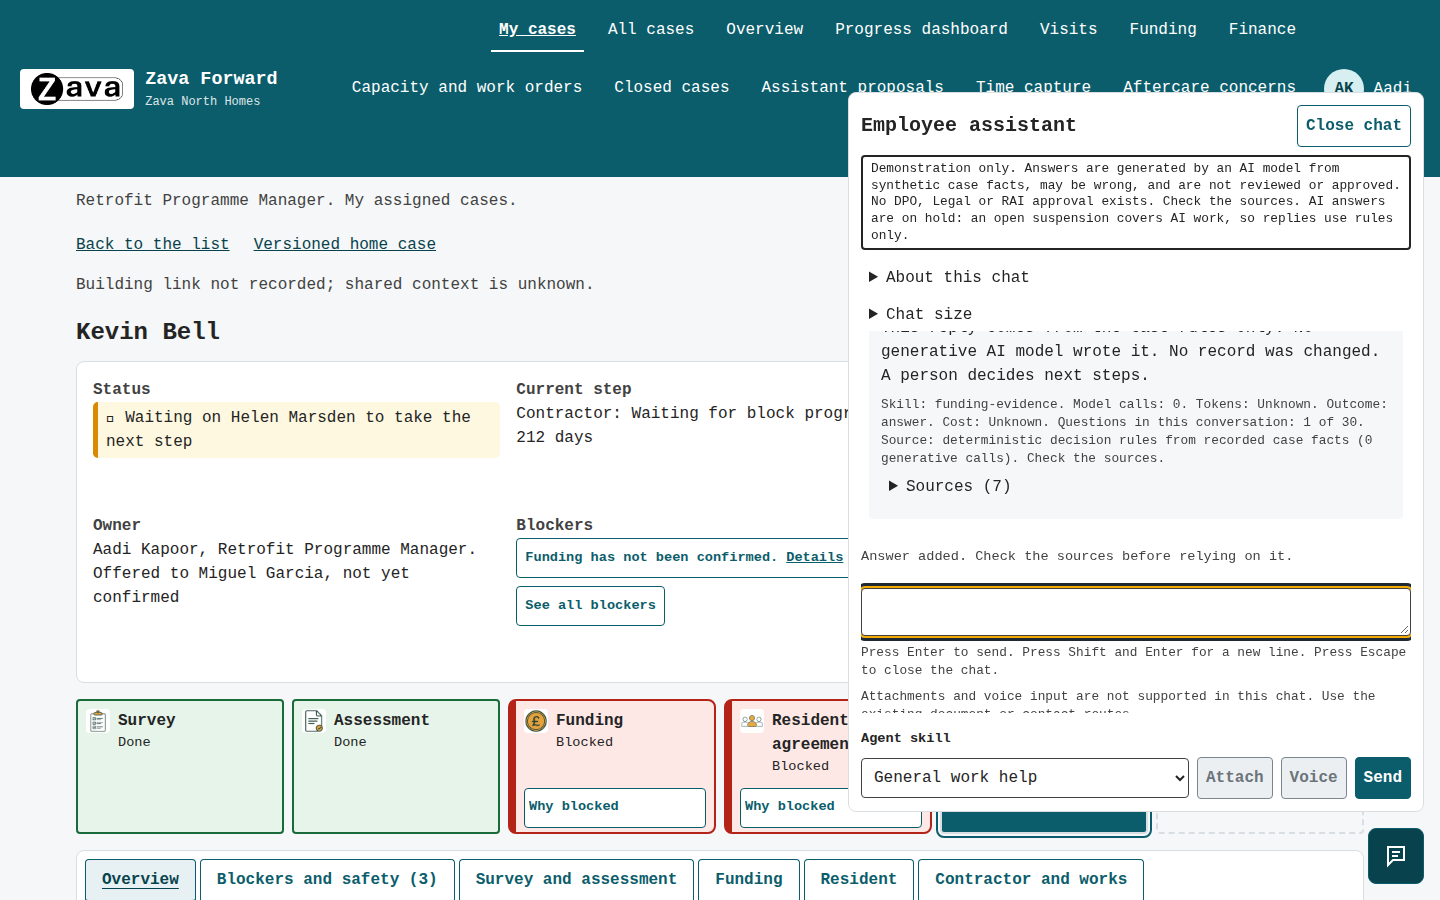 My cases All cases Overview Progress dashboard Visits Funding Finance
Zava
Zava Forward
Zava North Homes
Capacity and work orders Closed cases Assistant proposals Time capture Aftercare concerns AK Aadi
Retrofit Programme Manager. My assigned cases.
Back to the list Versioned home case
Building link not recorded; shared context is unknown.
Kevin Bell
Status
Waiting on Helen Marsden to take the
next step
Current step
Contractor: Waiting for block progr
212 days
Owner
Aadi Kapoor, Retrofit Programme Manager.
Offered to Miguel Garcia, not yet
confirmed
Blockers
Funding has not been confirmed. Details
See all blockers
Survey
Done
Assessment
Done
Funding
Blocked
Why blocked
Resident
agreemen
Blocked
Why blocked
Overview Blockers and safety (3) Survey and assessment Funding Resident Contractor and works
Employee assistant
Close chat
Demonstration only. Answers are generated by an AI model from
synthetic case facts, may be wrong, and are not reviewed or approved.
No DPO, Legal or RAI approval exists. Check the sources. AI answers
are on hold: an open suspension covers AI work, so replies use rules
only.
About this chat
Chat size
This reply comes from the case rules only. No
generative AI model wrote it. No record was changed.
A person decides next steps.
Skill: funding-evidence. Model calls: 0. Tokens: Unknown. Outcome:
answer. Cost: Unknown. Questions in this conversation: 1 of 30.
Source: deterministic decision rules from recorded case facts (0
generative calls). Check the sources.
Sources (7)
Answer added. Check the sources before relying on it.
Press Enter to send. Press Shift and Enter for a new line. Press Escape
to close the chat.
Attachments and voice input are not supported in this chat. Use the
existing document or contact routes.
Agent skill
General work help
Attach
Voice
Send